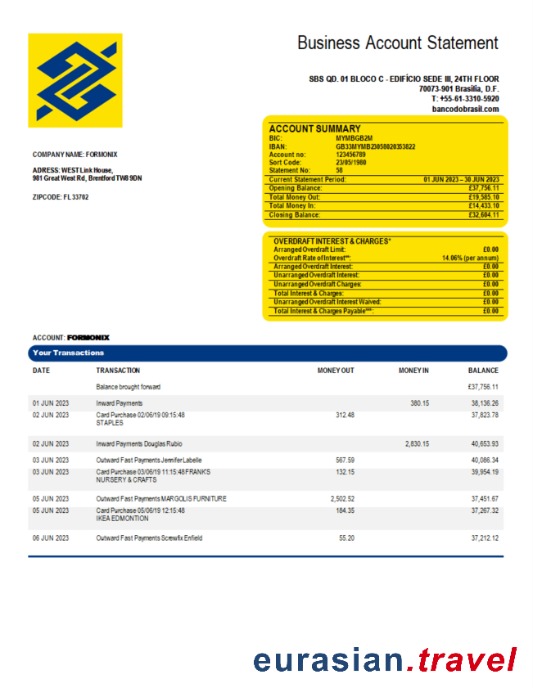 Business Account Statement
SBS QD. 01 BLOCO C - EDIFÍCIO SEDE III, 24TH FLOOR
70073-901 Brasilia, D.F.
T: +55-61-3310-5920
bancodobrasil.com
ACCOUNT SUMMARY
BIC: MYMBGB2M
IBAN: GB33MYMB23058020353822
Account no: 123456789
Sort Code: 23/05/1980
Statement No: 58
Current Statement Period: 01 JUN 2023 – 30 JUN 2023
Opening Balance: £37,756.11
Total Money Out: £19,585.10
Total Money In: £14,433.10
Closing Balance: £32,604.11
COMPANY NAME: FORMONIX
ADRESS: WEST Link House,
981 Great West Rd, Brentford TW8 9DN
ZIPCODE: FL 33702
OVERDRAFT INTEREST & CHARGES*
Arranged Overdraft Limit: £0.00
Overdraft Rate of Interest**: 14.06% (per annum)
Arranged Overdraft Interest: £0.00
Unarranged Overdraft Interest: £0.00
Unarranged Overdraft Charges: £0.00
Total Interest & Charges: £0.00
Unarranged Overdraft Interest Waived: £0.00
Total Interest & Charges Payable***: £0.00
ACCOUNT: FORMONIX
Your Transactions
DATE TRANSACTION MONEY OUT MONEY IN BALANCE
Balance brought forward £37,756.11
01 JUN 2023 Inward Payments 380.15 38,136.26
02 JUN 2023 Card Purchase 02/06/19 09:15:48 312.48 37,823.78
STAPLES
02 JUN 2023 Inward Payments Douglas Rubio 2,830.15 40,653.93
03 JUN 2023 Outward Fast Payments Jennifer Labelle 567.59 40,086.34
03 JUN 2023 Card Purchase 03/06/19 11:15:48 FRANK'S 132.15 39,954.19
NURSERY & CRAFTS
05 JUN 2023 Outward Fast Payments MARGOLIS FURNITURE 2,502.52 37,451.67
05 JUN 2023 Card Purchase 05/06/19 12:15:48 184.35 37,267.32
IKEA EDMONTION
06 JUN 2023 Outward Fast Payments Screwfix Enfield 55.20 37,212.12
eurasian.travel